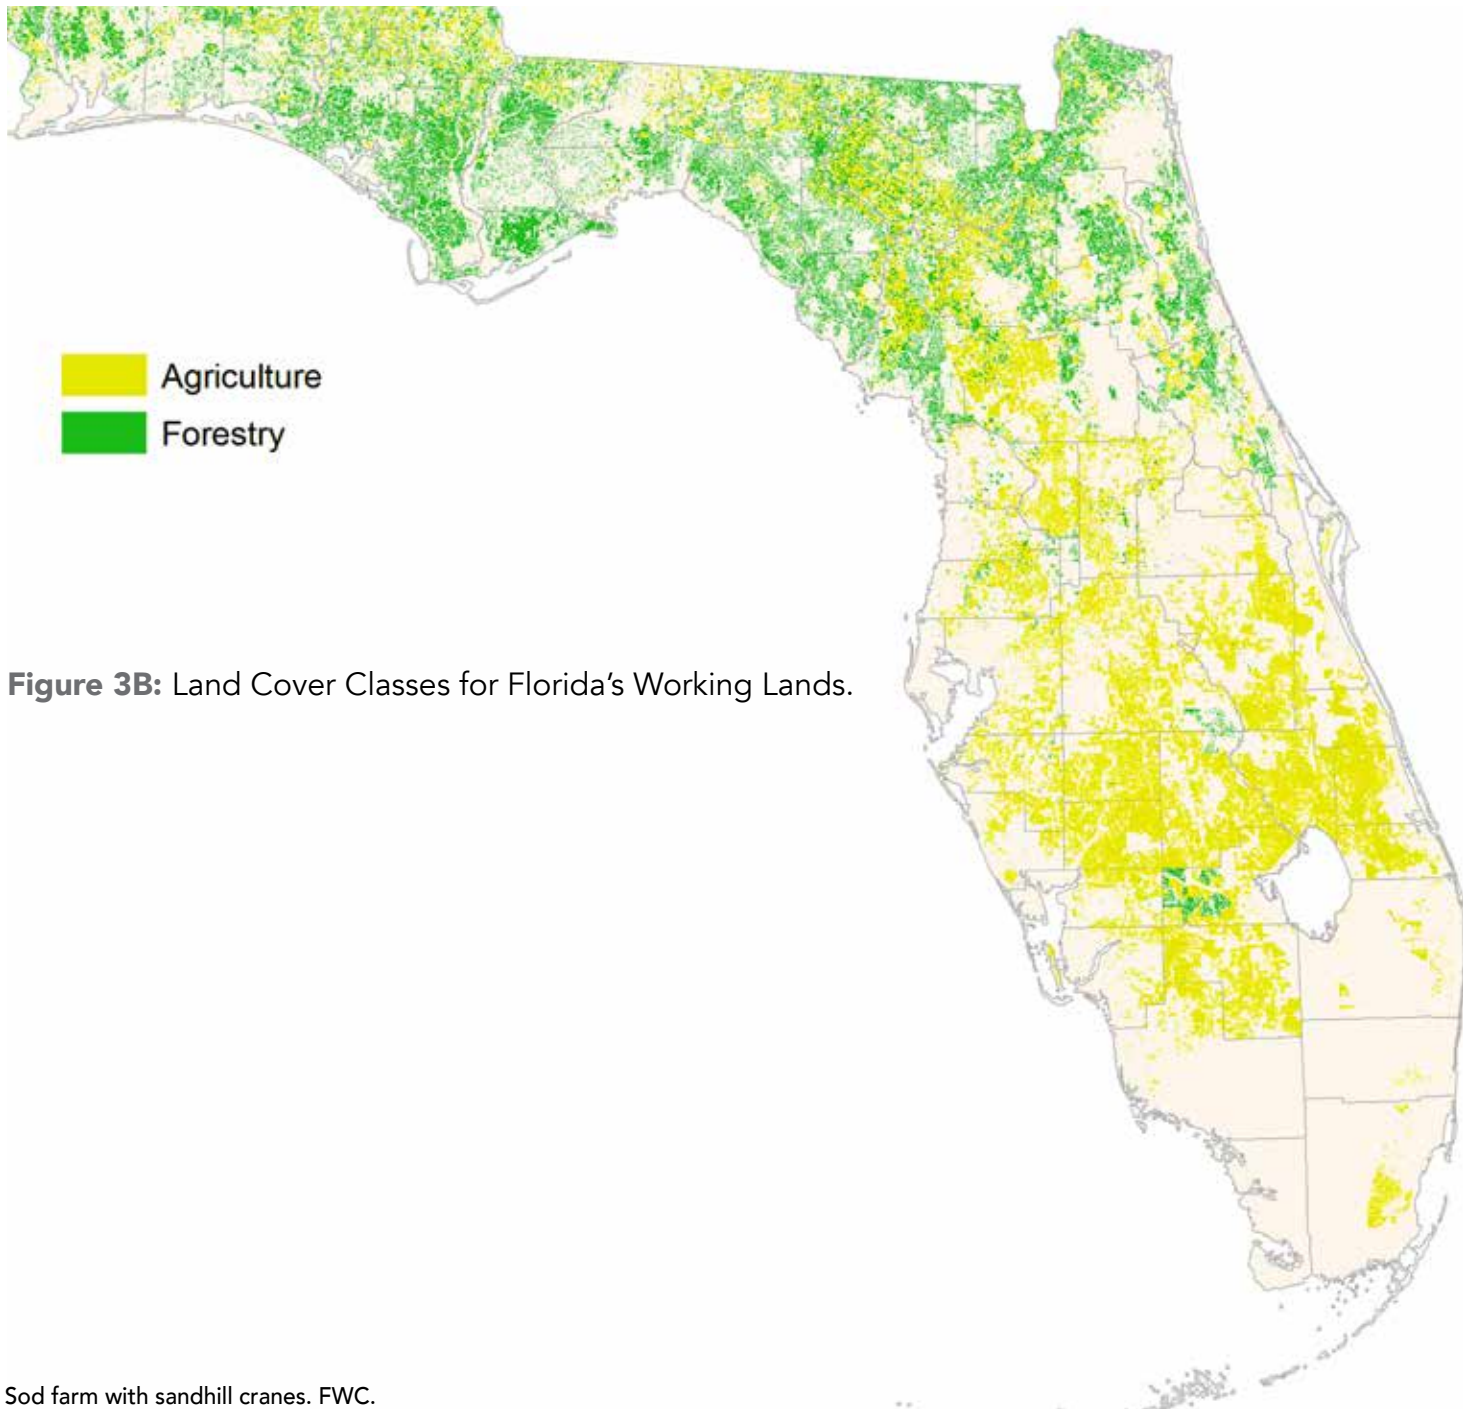 Agriculture
Forestry
Figure 3B: Land Cover Classes for Florida's Working Lands.
Sod farm with sandhill cranes. FWC.